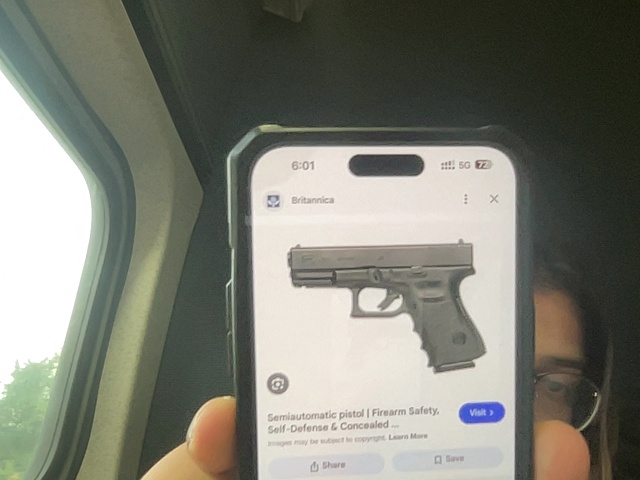 6:01 5G 72
Britannica
Semiautomatic pistol | Firearm Safety,
Self-Defense & Concealed ...
Visit >
Images may be subject to copyright. Learn More
Share
Save